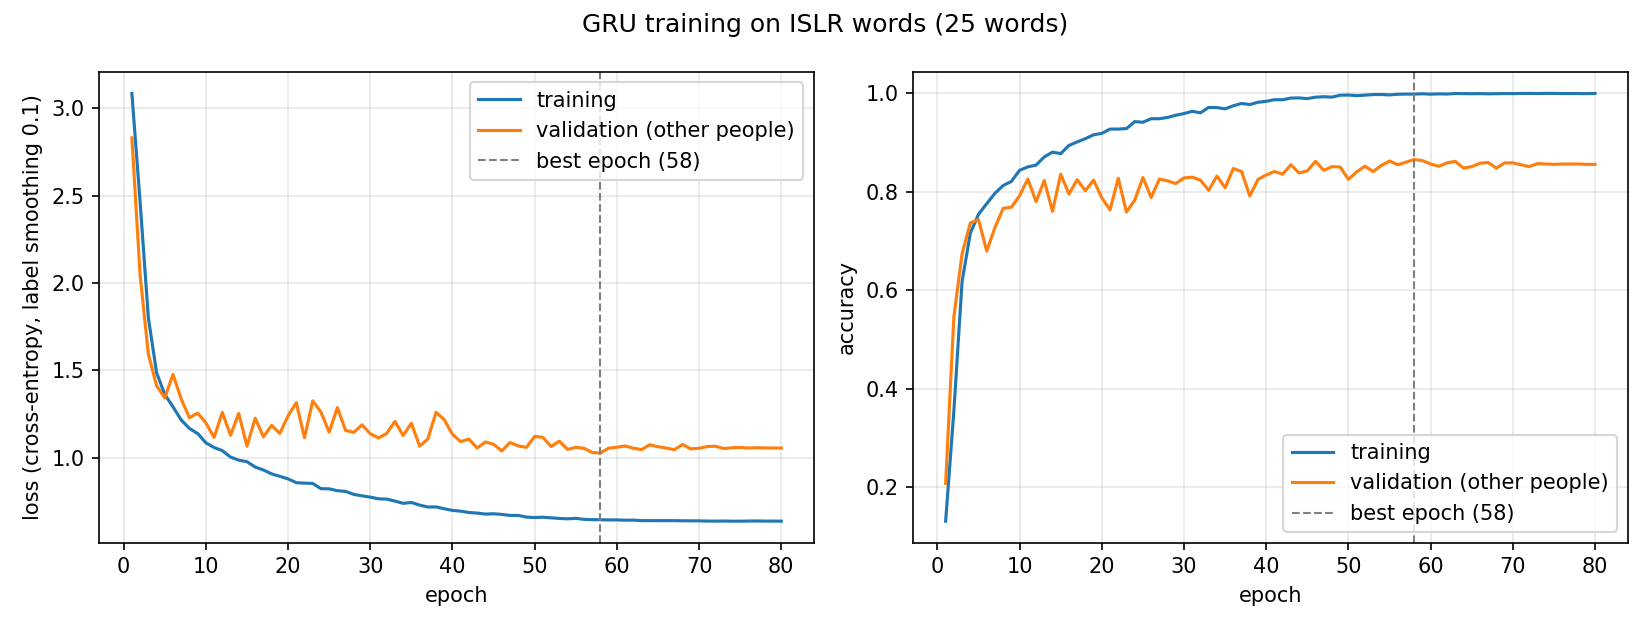 GRU training on ISLR words (25 words)
loss (cross-entropy, label smoothing 0.1)
3.0
2.5
2.0
1.5
1.0
training
validation (other people)
best epoch (58)
0 10 20 30 40 50 60 70 80
epoch
accuracy
1.0
0.8
0.6
0.4
0.2
training
validation (other people)
best epoch (58)
0 10 20 30 40 50 60 70 80
epoch